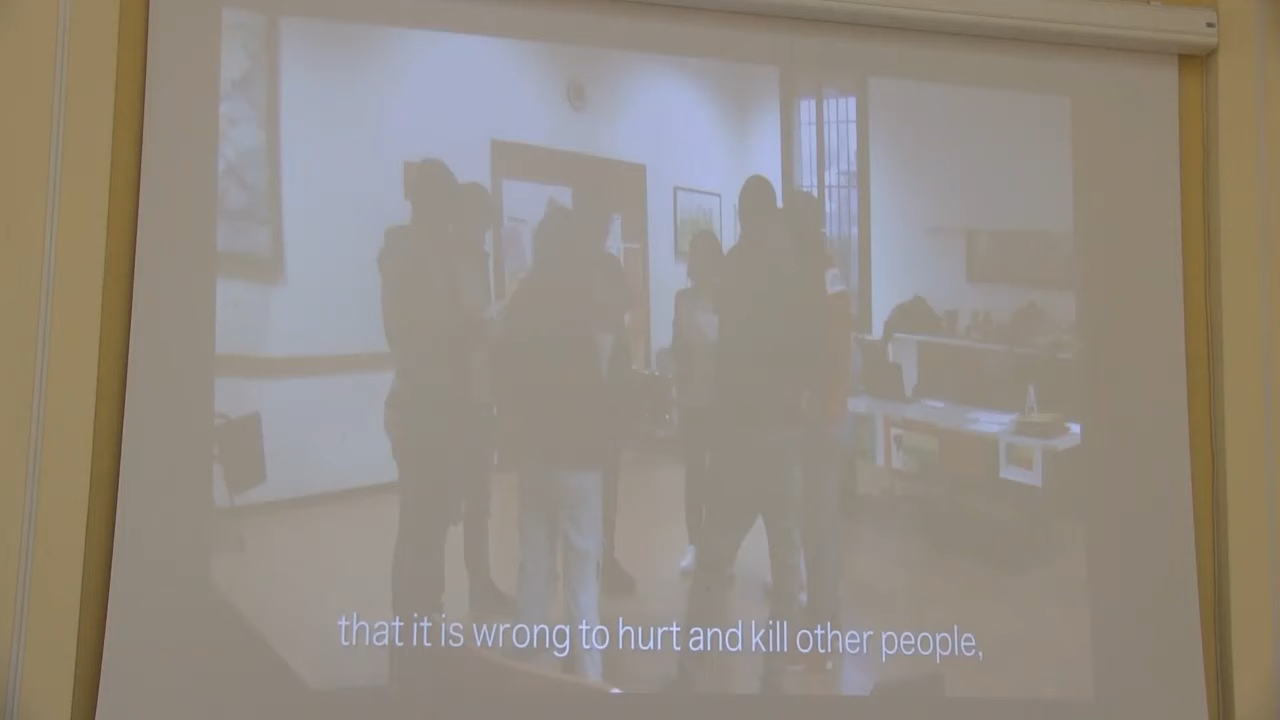 that it is wrong to hurt and kill other people,